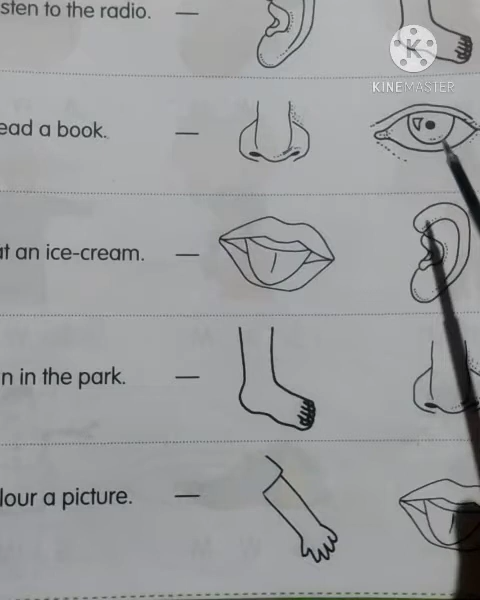 sten to the radio. —
K
KINEMASTER
ead a book. —
at an ice-cream. —
n in the park. —
lour a picture. —